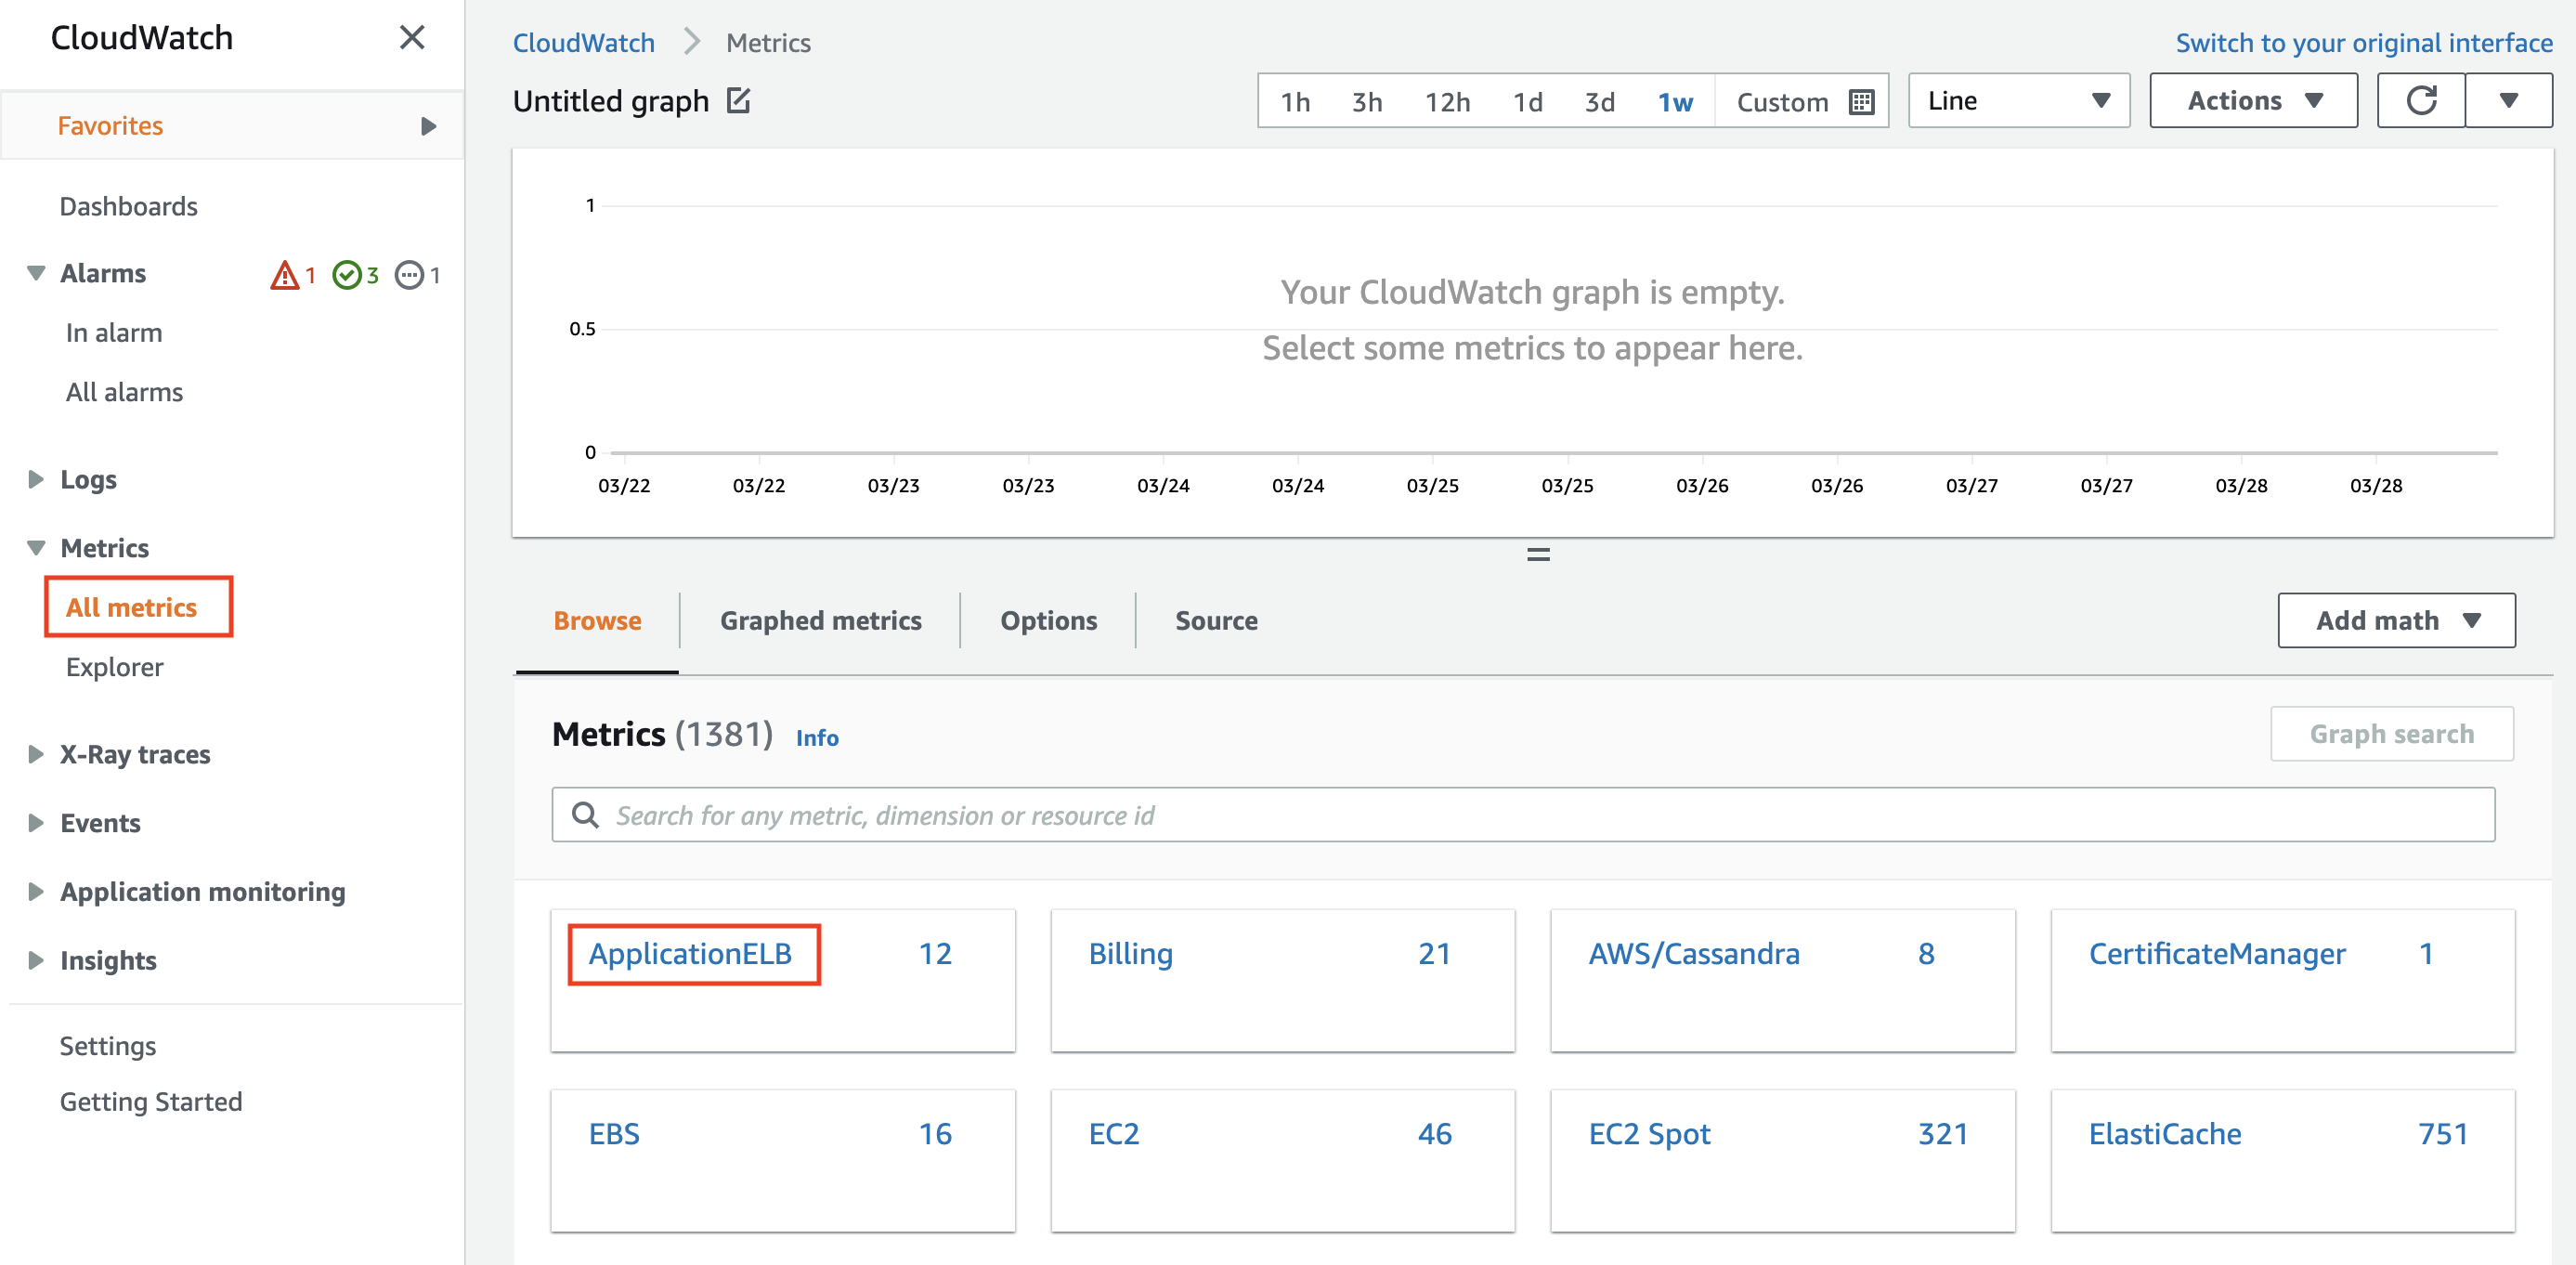 CloudWatch
Favorites
Dashboards
Alarms 1 3 1
In alarm
All alarms
Logs
Metrics
All metrics
Explorer
X-Ray traces
Events
Application monitoring
Insights
Settings
Getting Started
CloudWatch Metrics
Switch to your original interface
Untitled graph
1h 3h 12h 1d 3d 1w Custom Line Actions
1
0.5
0
Your CloudWatch graph is empty.
Select some metrics to appear here.
03/22 03/22 03/23 03/23 03/24 03/24 03/25 03/25 03/26 03/26 03/27 03/27 03/28 03/28
Browse Graphed metrics Options Source Add math
Metrics (1381) Info Graph search
Search for any metric, dimension or resource id
ApplicationELB 12 Billing 21 AWS/Cassandra 8 CertificateManager 1
EBS 16 EC2 46 EC2 Spot 321 ElastiCache 751